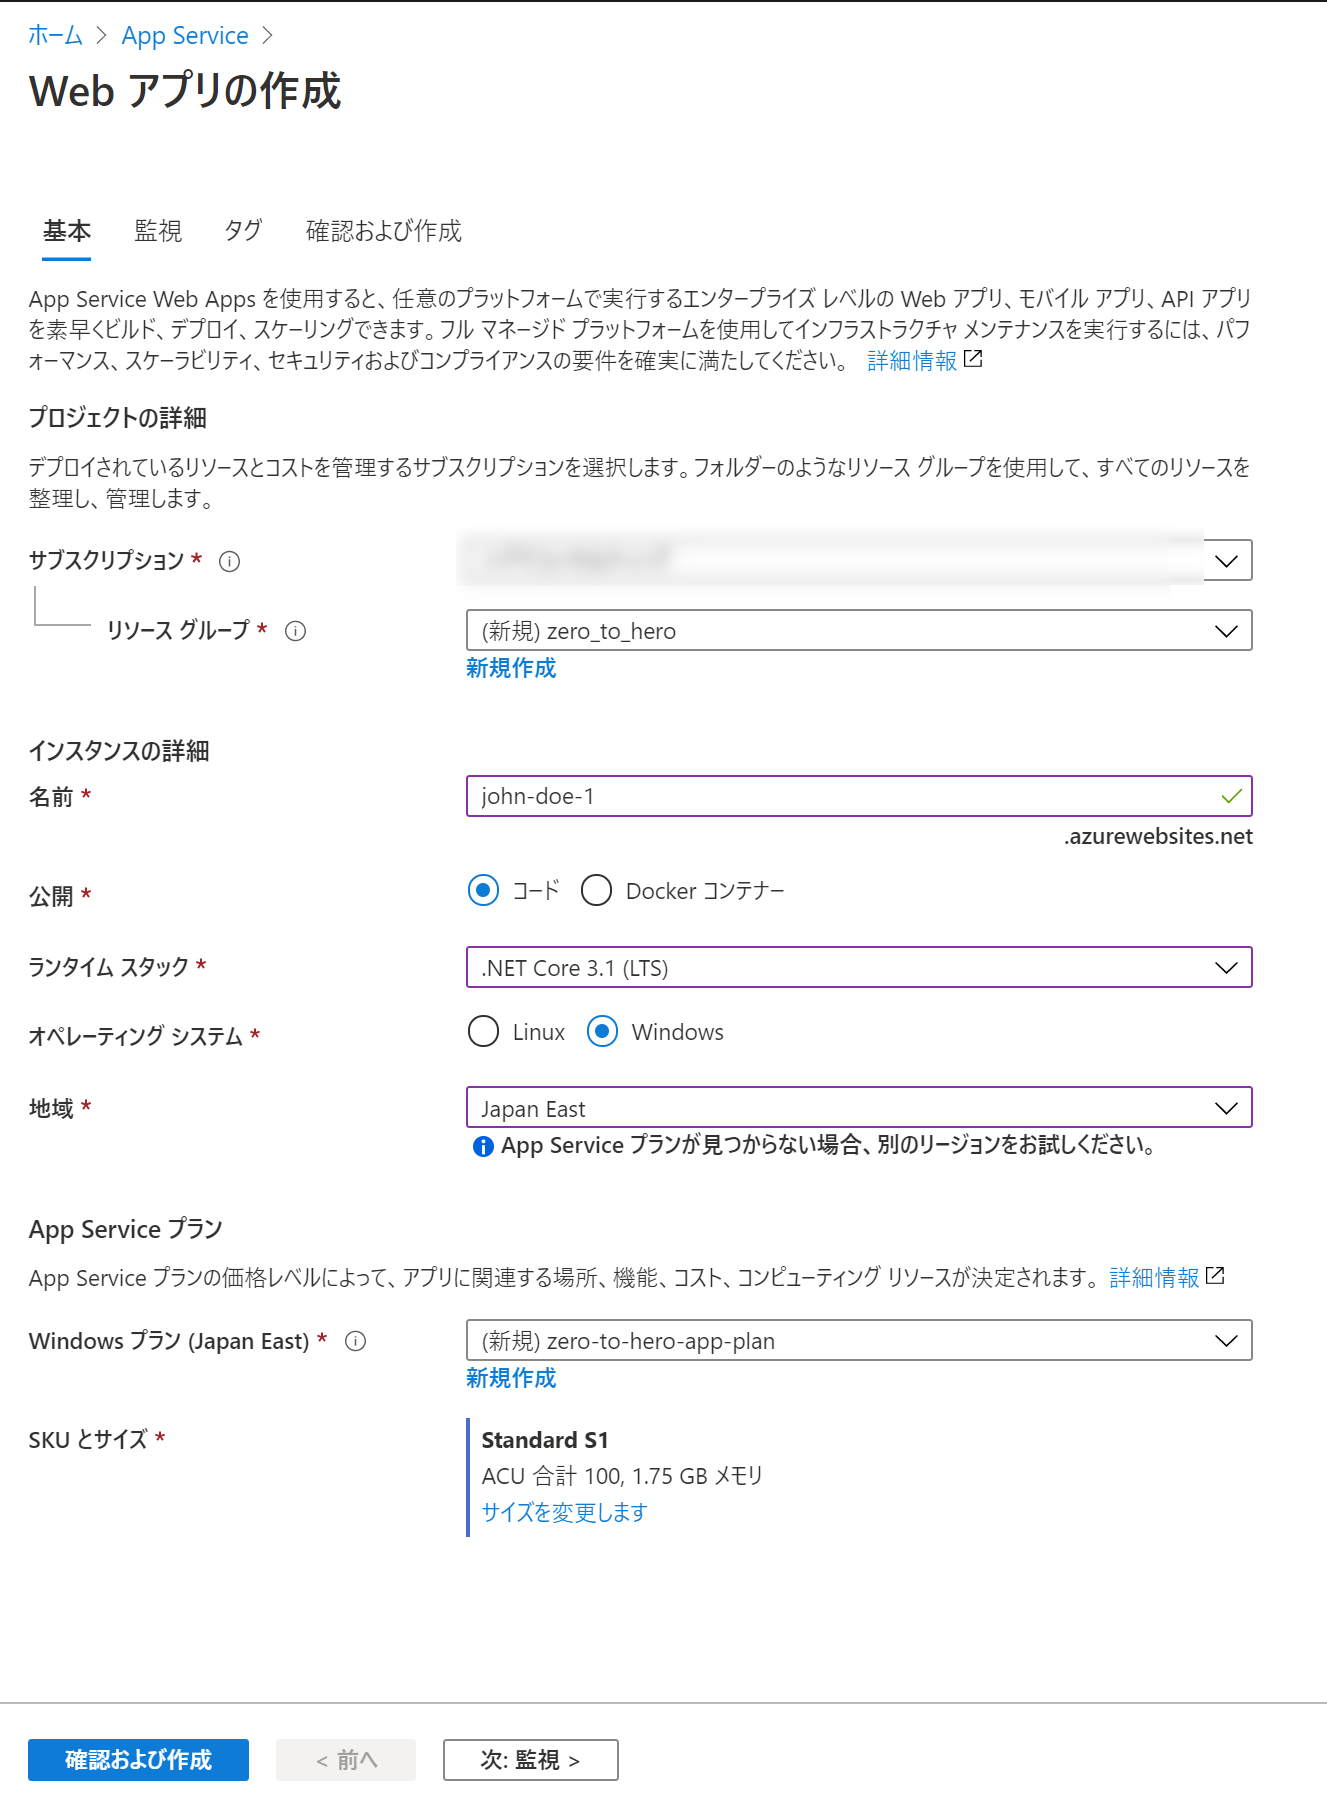 ホーム > App Service >
Web アプリの作成
基本 監視 タグ 確認および作成
App Service Web Apps を使用すると、任意のプラットフォームで実行するエンタープライズ レベルの Web アプリ、モバイル アプリ、API アプリ
を素早くビルド、デプロイ、スケーリングできます。フル マネージド プラットフォームを使用してインフラストラクチャ メンテナンスを実行するには、パフ
ォーマンス、スケーラビリティ、セキュリティおよびコンプライアンスの要件を確実に満たしてください。 詳細情報
プロジェクトの詳細
デプロイされているリソースとコストを管理するサブスクリプションを選択します。フォルダーのようなリソース グループを使用して、すべてのリソースを
整理し、管理します。
サブスクリプション *
リソース グループ * (新規) zero_to_hero
新規作成
インスタンスの詳細
名前 * john-doe-1
.azurewebsites.net
公開 * コード Docker コンテナー
ランタイム スタック * .NET Core 3.1 (LTS)
オペレーティング システム * Linux Windows
地域 * Japan East
App Service プランが見つからない場合、別のリージョンをお試しください。
App Service プラン
App Service プランの価格レベルによって、アプリに関連する場所、機能、コスト、コンピューティング リソースが決定されます。 詳細情報
Windows プラン (Japan East) * (新規) zero-to-hero-app-plan
新規作成
SKU とサイズ * Standard S1
ACU 合計 100, 1.75 GB メモリ
サイズを変更します
確認および作成 < 前へ 次: 監視 >